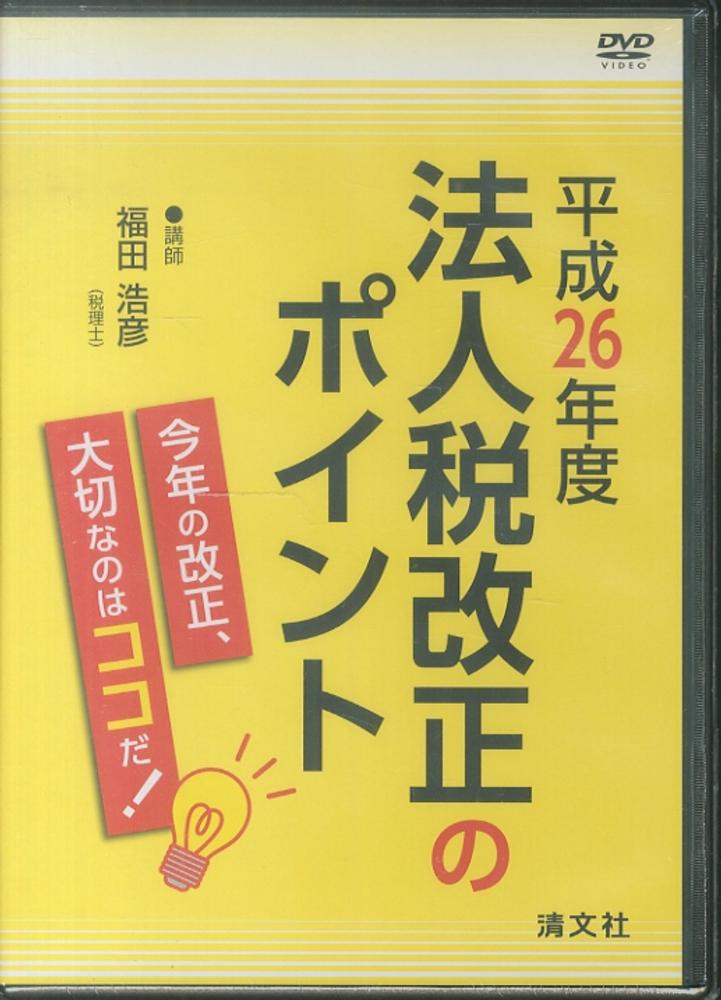 DVD
VIDEO
平成26年度
法人税改正の
ポイント
●講師
福田 浩彦
(税理士)
今年の改正、
大切なのはココだ!
清文社